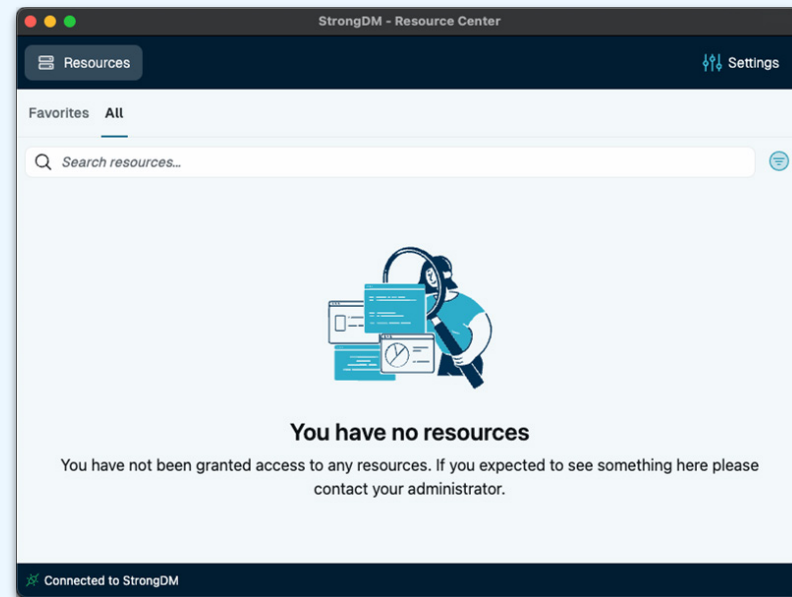 StrongDM - Resource Center
Resources
Settings
Favorites All
Search resources...
You have no resources
You have not been granted access to any resources. If you expected to see something here please
contact your administrator.
Connected to StrongDM